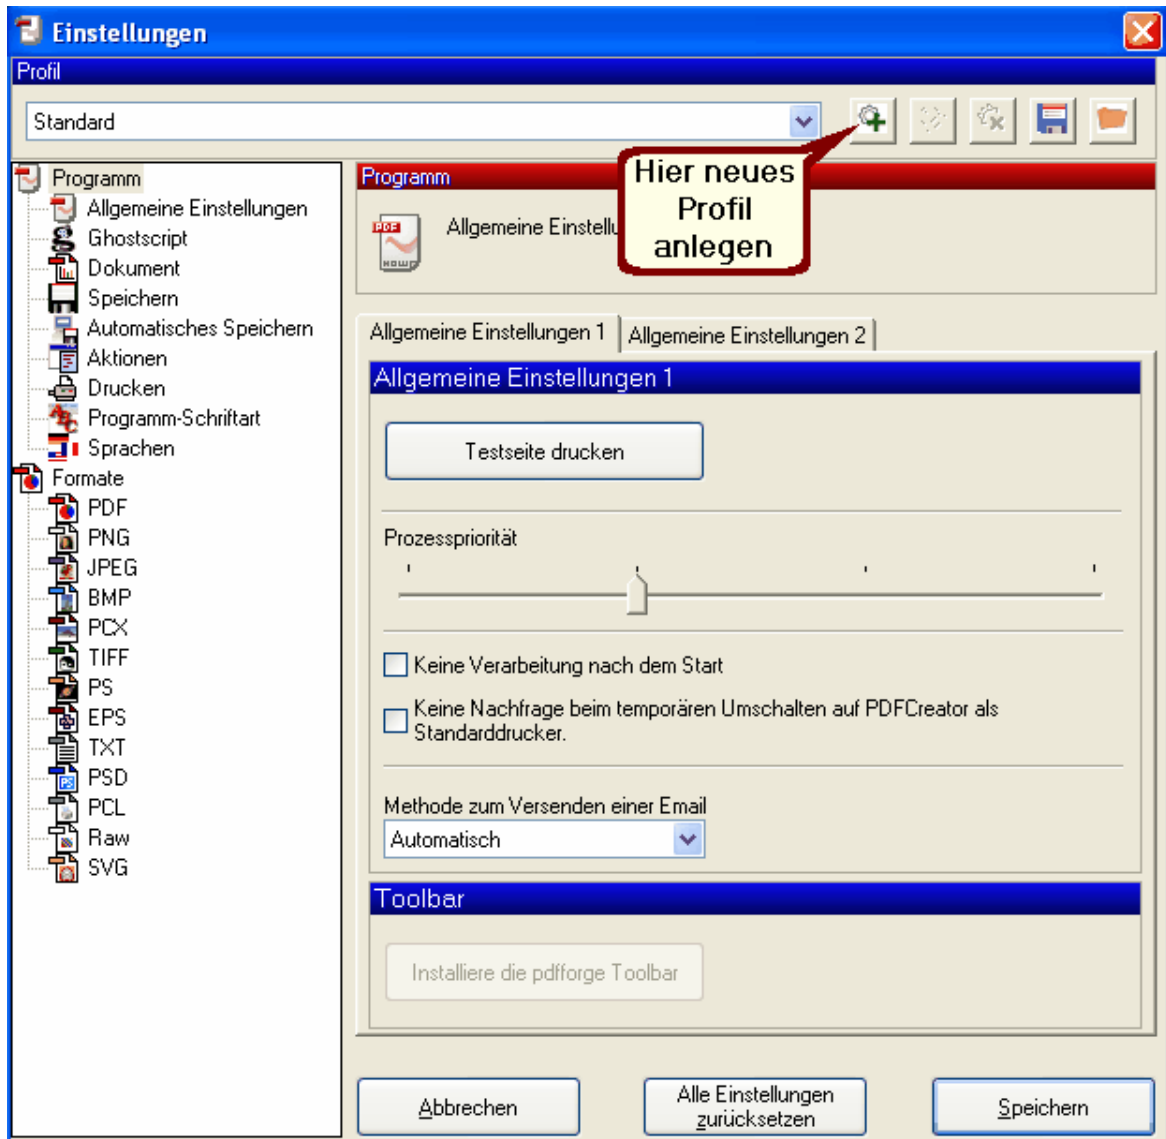 Einstellungen
Profil
Standard
Hier neues
Profil
anlegen
Programm
Allgemeine Einstellungen
Ghostscript
Dokument
Speichern
Automatisches Speichern
Aktionen
Drucken
Programm-Schriftart
Sprachen
Formate
PDF
PNG
JPEG
BMP
PCX
TIFF
PS
EPS
TXT
PSD
PCL
Raw
SVG
Programm
PDF
Allgemeine Einstellu
Allgemeine Einstellungen 1
Allgemeine Einstellungen 2
Allgemeine Einstellungen 1
Testseite drucken
Prozesspriorität
Keine Verarbeitung nach dem Start
Keine Nachfrage beim temporären Umschalten auf PDFCreator als
Standarddrucker.
Methode zum Versenden einer Email
Automatisch
Toolbar
Installiere die pdfforge Toolbar
Abbrechen
Alle Einstellungen
zurücksetzen
Speichern